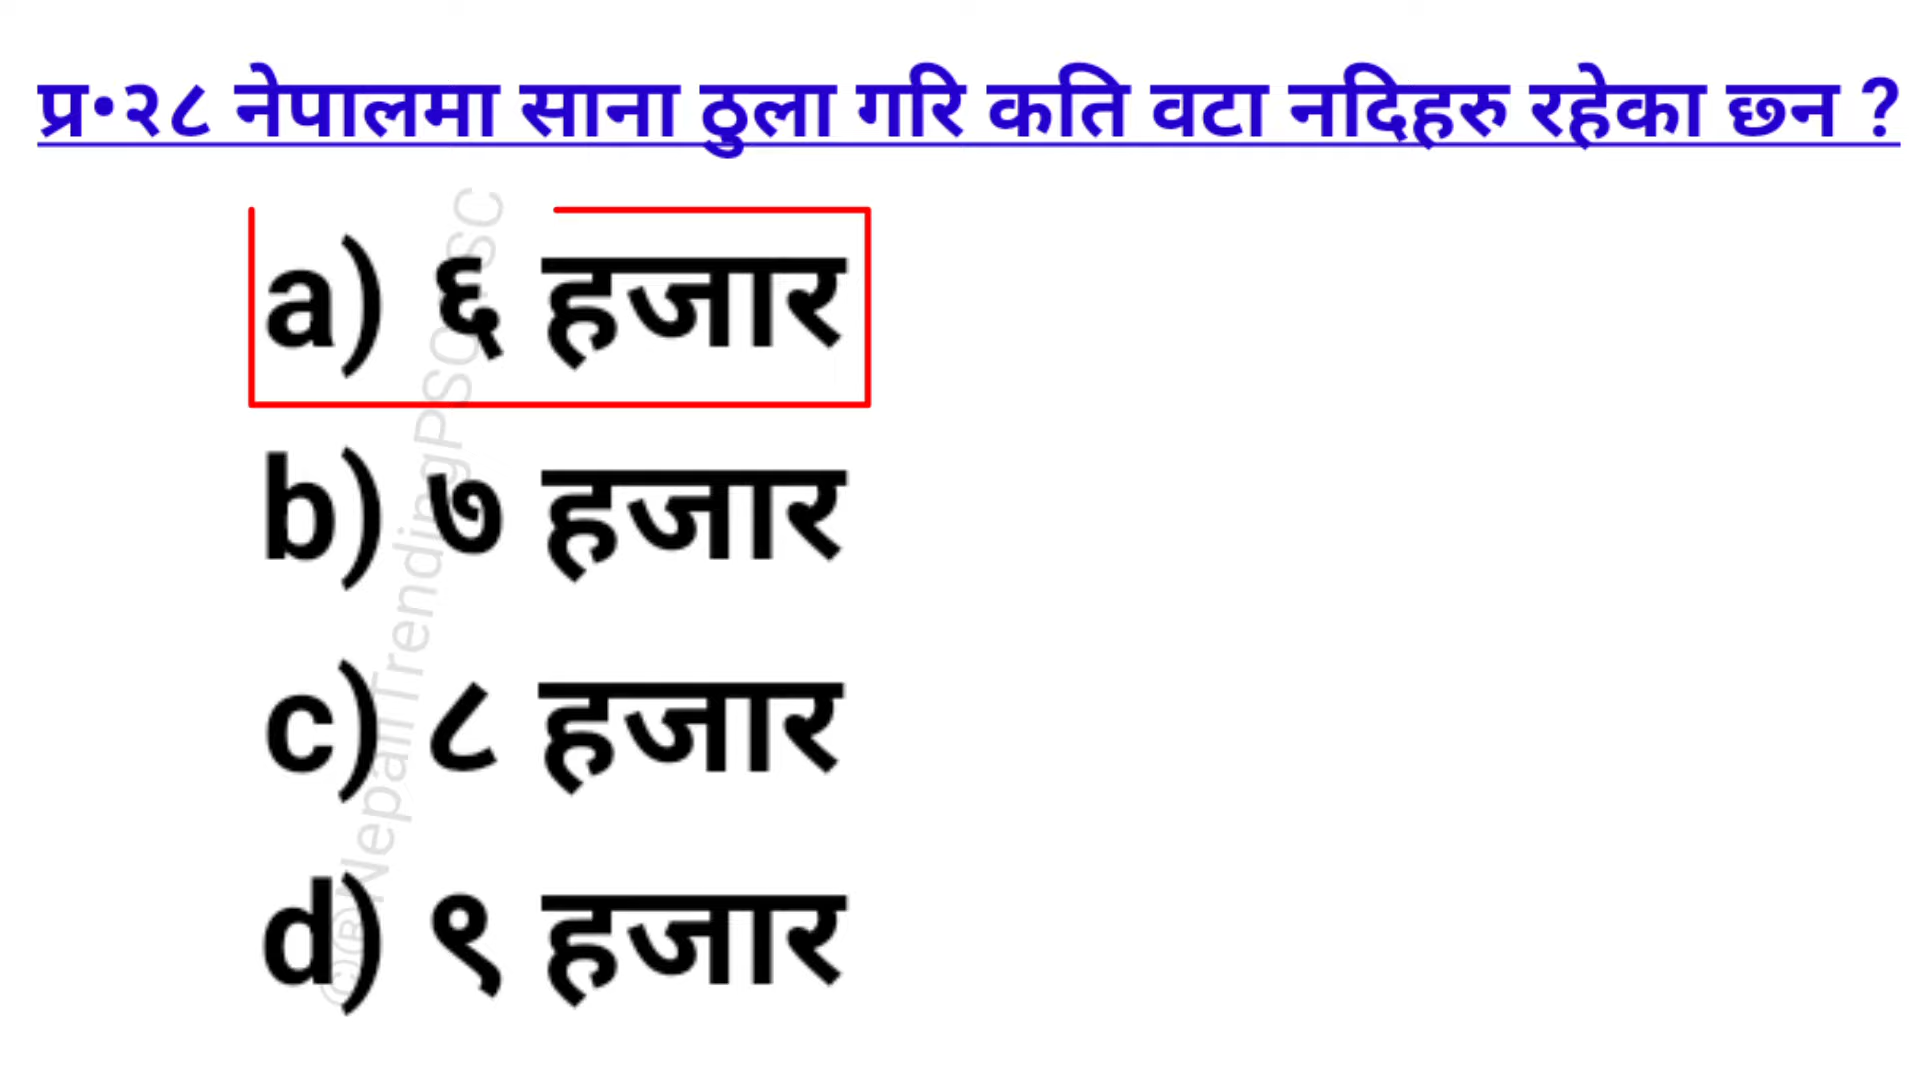 प्र•२८ नेपालमा साना ठुला गरि कति वटा नदिहरु रहेका छन ?
a) ६ हजार
b) ७ हजार
c) ८ हजार
d) ९ हजार